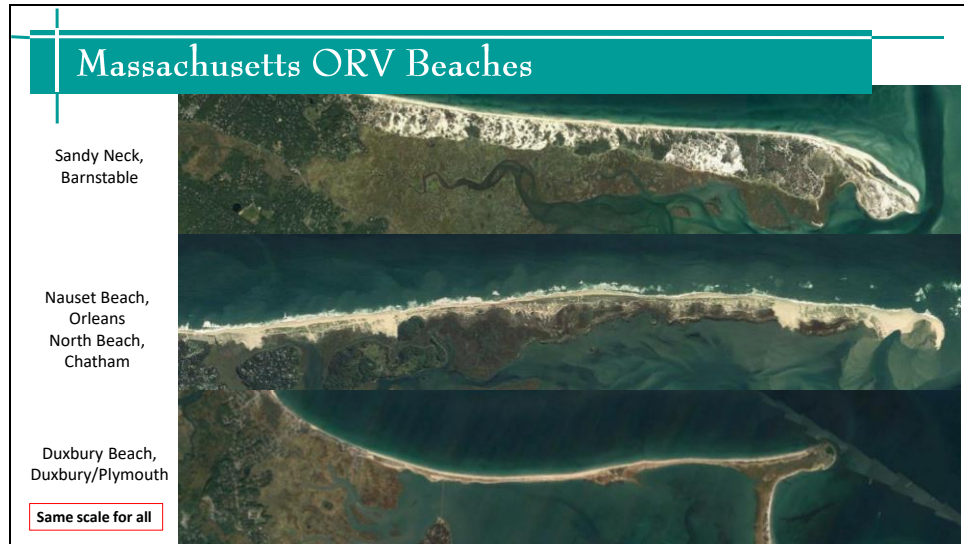 Massachusetts ORV Beaches
Sandy Neck,
Barnstable
Nauset Beach,
Orleans
North Beach,
Chatham
Duxbury Beach,
Duxbury/Plymouth
Same scale for all